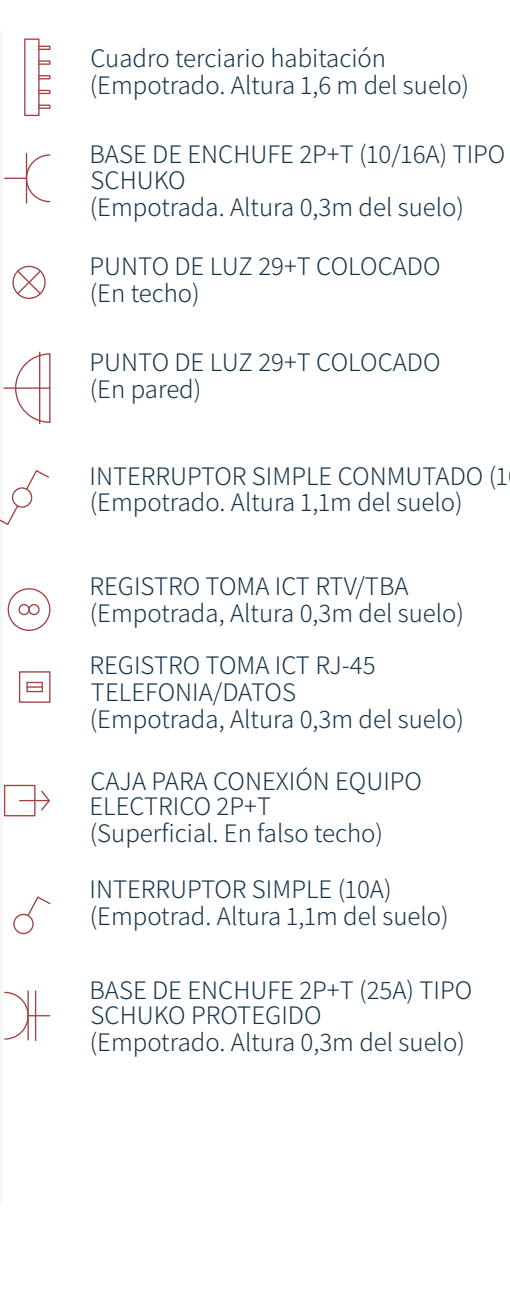 Cuadro terciario habitación
(Empotrado. Altura 1,6 m del suelo)
BASE DE ENCHUFE 2P+T (10/16A) TIPO
SCHUKO
(Empotrada. Altura 0,3m del suelo)
PUNTO DE LUZ 29+T COLOCADO
(En techo)
PUNTO DE LUZ 29+T COLOCADO
(En pared)
INTERRUPTOR SIMPLE CONMUTADO
(Empotrado. Altura 1,1m del suelo)
REGISTRO TOMA ICT RTV/TBA
(Empotrada, Altura 0,3m del suelo)
REGISTRO TOMA ICT RJ-45
TELEFONIA/DATOS
(Empotrada, Altura 0,3m del suelo)
CAJA PARA CONEXIÓN EQUIPO
ELECTRICO 2P+T
(Superficial. En falso techo)
INTERRUPTOR SIMPLE (10A)
(Empotrad. Altura 1,1m del suelo)
BASE DE ENCHUFE 2P+T (25A) TIPO
SCHUKO PROTEGIDO
(Empotrado. Altura 0,3m del suelo)